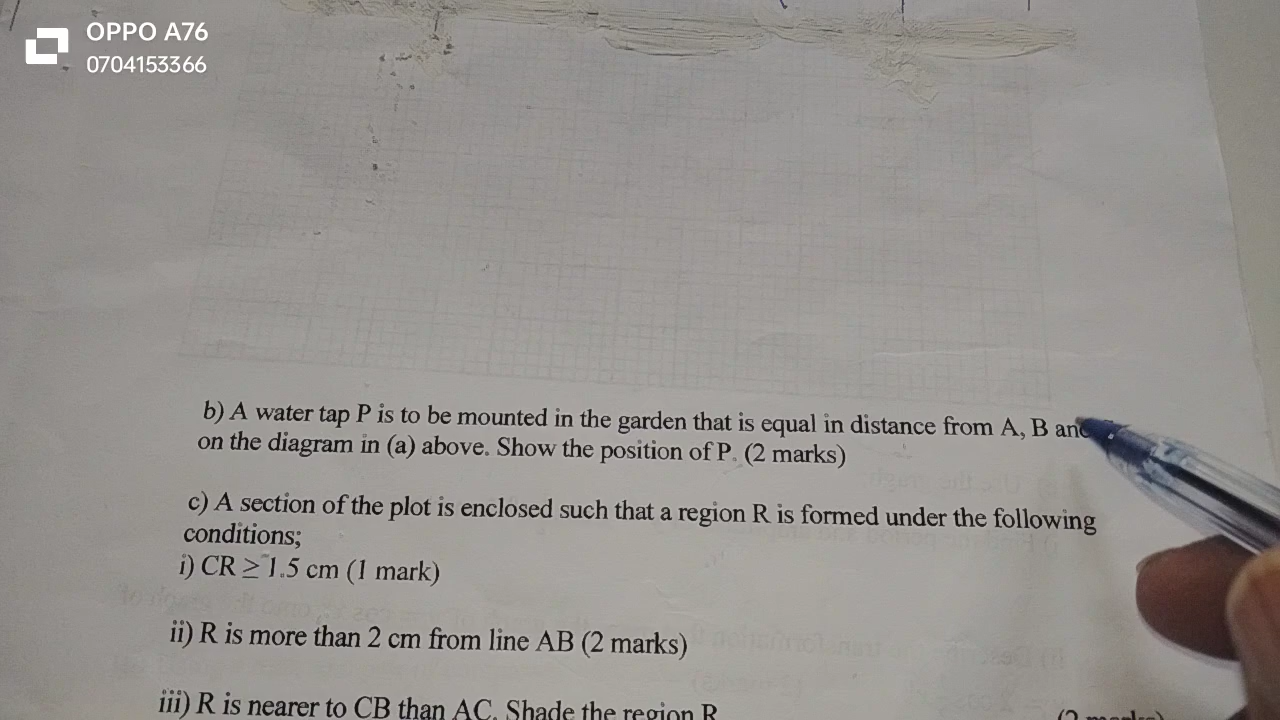 OPPO A76
0704153366
b) A water tap P is to be mounted in the garden that is equal in distance from A, B and
on the diagram in (a) above. Show the position of P. (2 marks)
c) A section of the plot is enclosed such that a region R is formed under the following
conditions;
i) CR ≥ 1.5 cm (1 mark)
ii) R is more than 2 cm from line AB (2 marks)
iii) R is nearer to CB than AC. Shade the region R (2 marks)